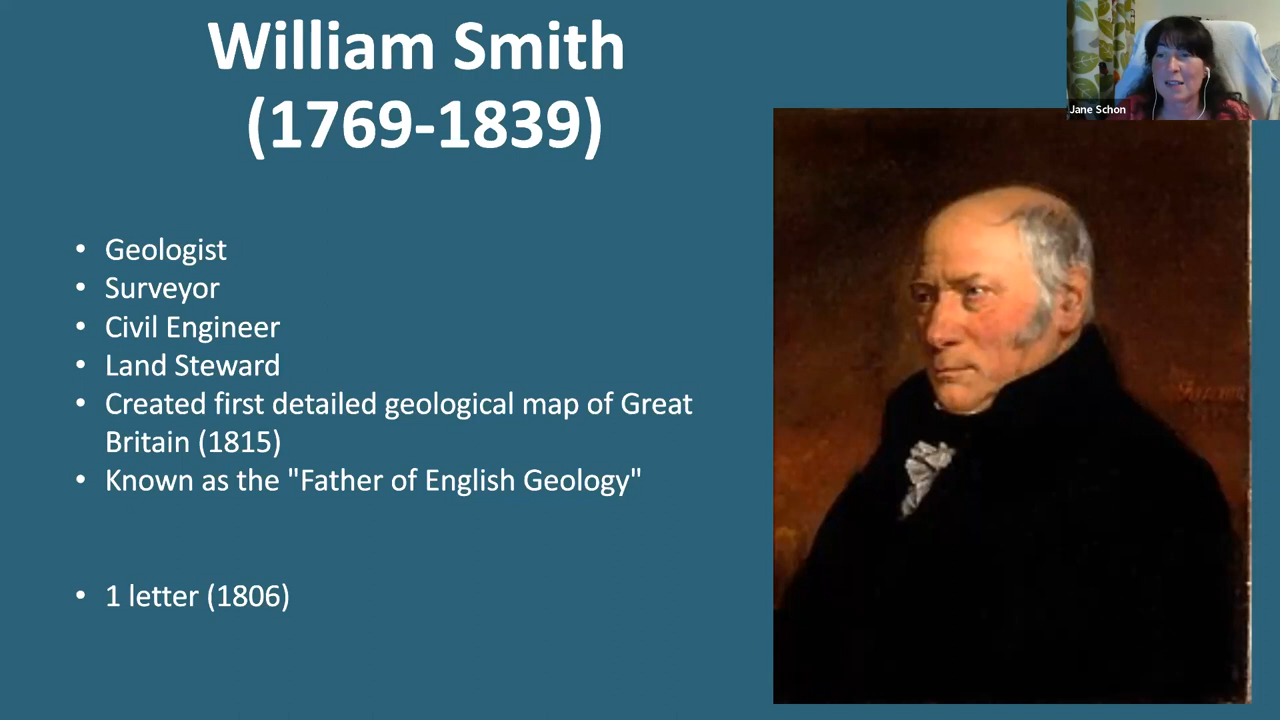 William Smith
(1769-1839)
Jane Schon
• Geologist
• Surveyor
• Civil Engineer
• Land Steward
• Created first detailed geological map of Great
Britain (1815)
• Known as the "Father of English Geology"
• 1 letter (1806)